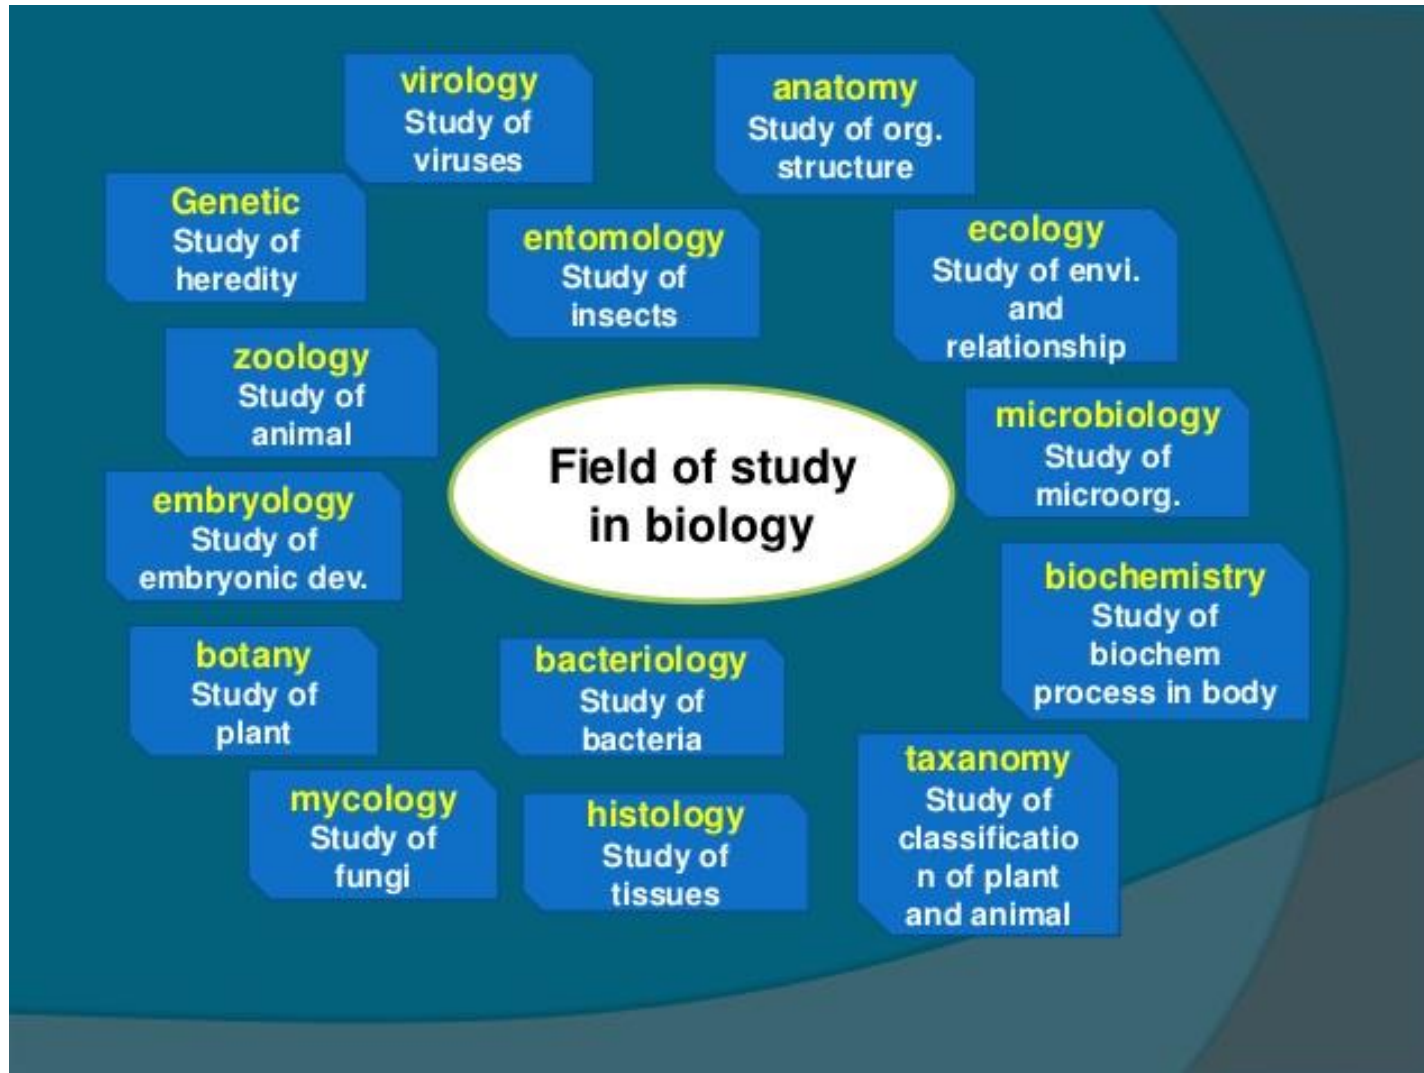 virology
Study of
viruses
anatomy
Study of org.
structure
Genetic
Study of
heredity
entomology
Study of
insects
ecology
Study of envi.
and
relationship
zoology
Study of
animal
Field of study
in biology
microbiology
Study of
microorg.
embryology
Study of
embryonic dev.
biochemistry
Study of
biochem
process in body
botany
Study of
plant
bacteriology
Study of
bacteria
taxanomy
Study of
classificatio
n of plant
and animal
mycology
Study of
fungi
histology
Study of
tissues